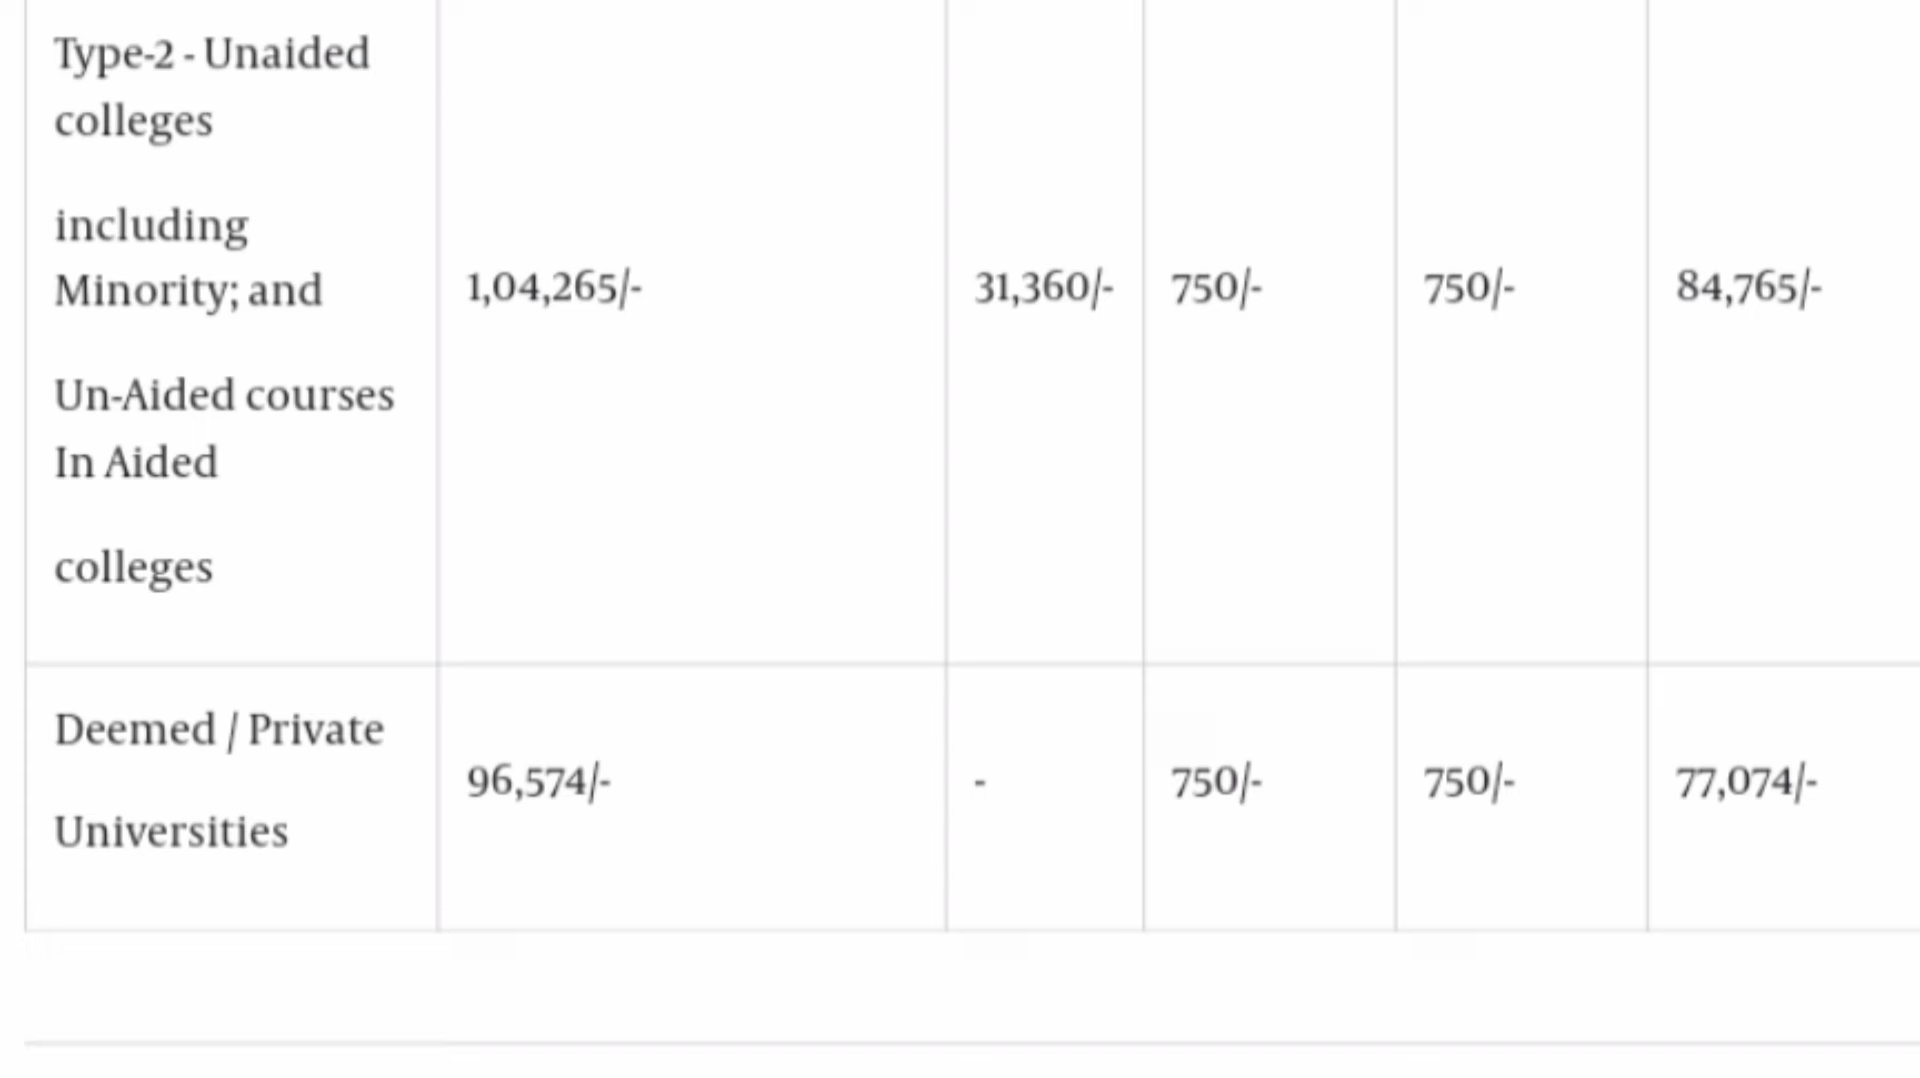 Type-2 - Unaided
colleges
including
Minority; and
Un-Aided courses
In Aided
colleges
1,04,265/-
31,360/-
750/-
750/-
84,765/-
Deemed / Private
Universities
96,574/-
-
750/-
750/-
77,074/-